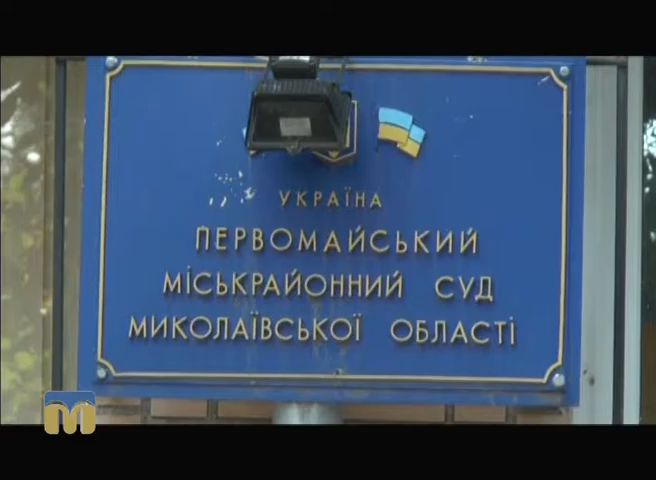 УКРАЇНА
ПЕРВОМАЙСЬКИЙ
МІСЬКРАЙОННИЙ СУД
МИКОЛАЇВСЬКОЇ ОБЛАСТІ
М